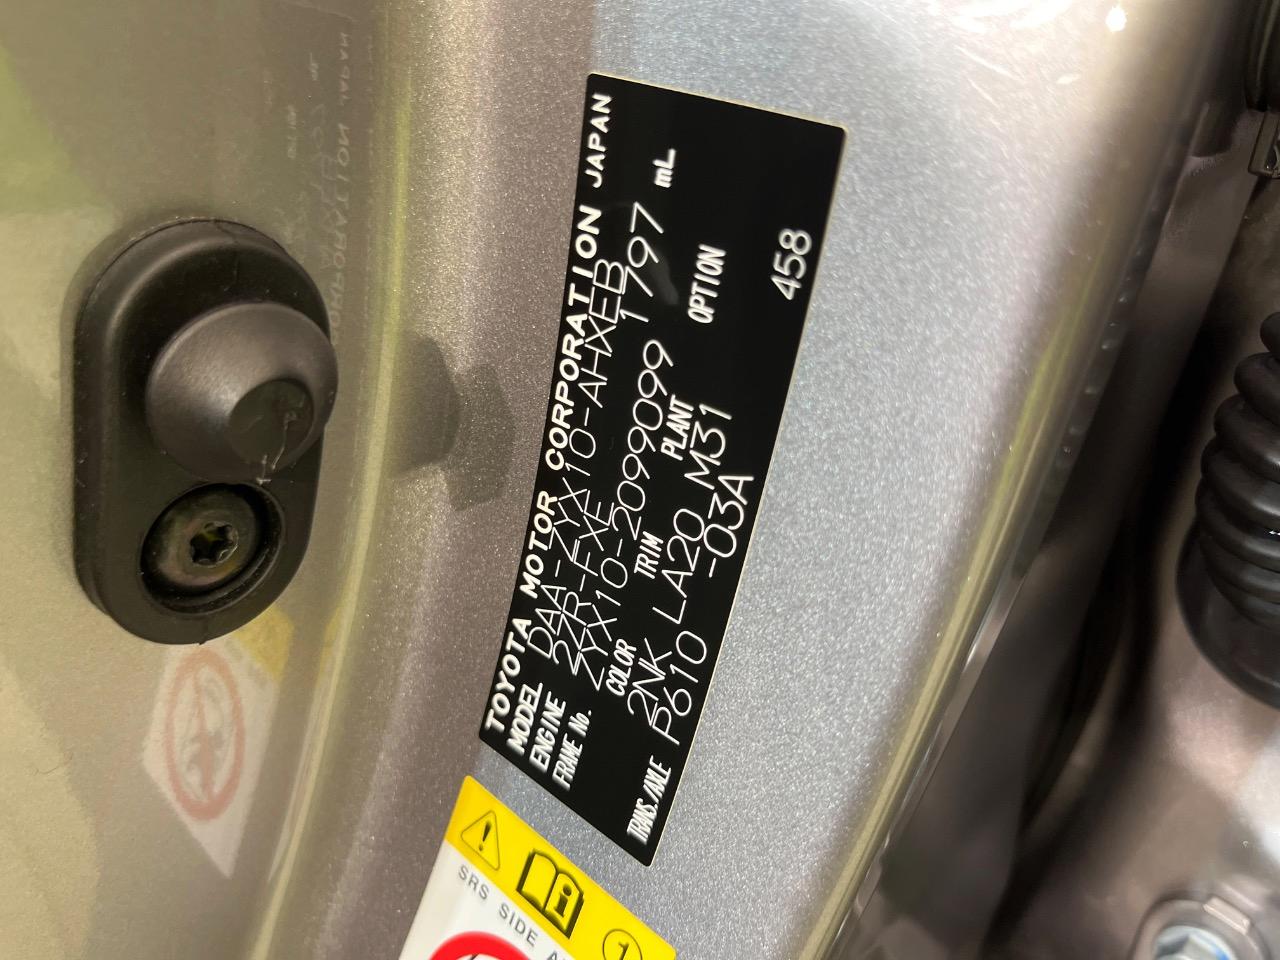 TOYOTA MOTOR CORPORATION JAPAN
MODEL DAA-ZYX10-AHXEB
ENGINE 2ZR-FXE 1797 mL
FRAME No. ZYX10-2099099
COLOR TRIM PLANT OPTION
2NK LA20 M31
TRANS./AXLE P610 -03A 458
SRS SIDE
1